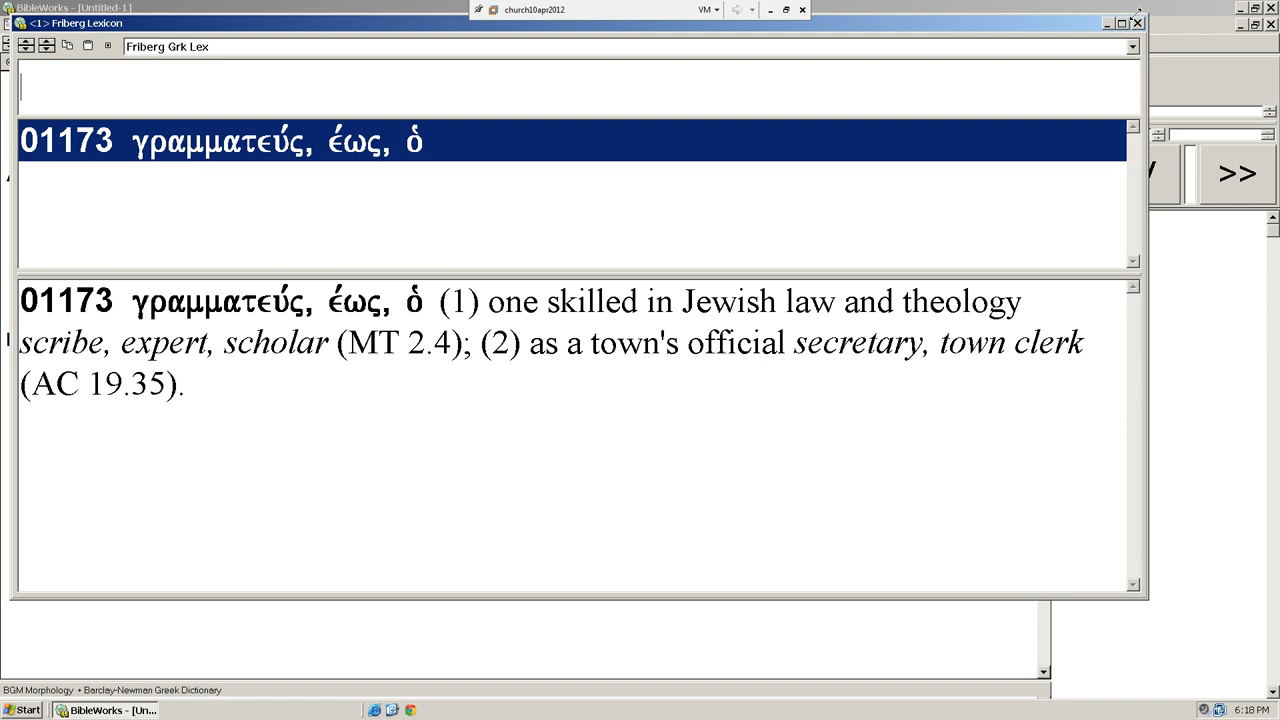 BibleWorks - [Untitled-1]
church10apr2012
VM
<1> Friberg Lexicon
Friberg Grk Lex
01173 γραμματεύς, έως, ὁ
>>
01173 γραμματεύς, έως, ὁ (1) one skilled in Jewish law and theology
scribe, expert, scholar (MT 2.4); (2) as a town's official secretary, town clerk
(AC 19.35).
BGM Morphology + Barclay-Newman Greek Dictionary
Start
BibleWorks - [Un...
6:18 PM